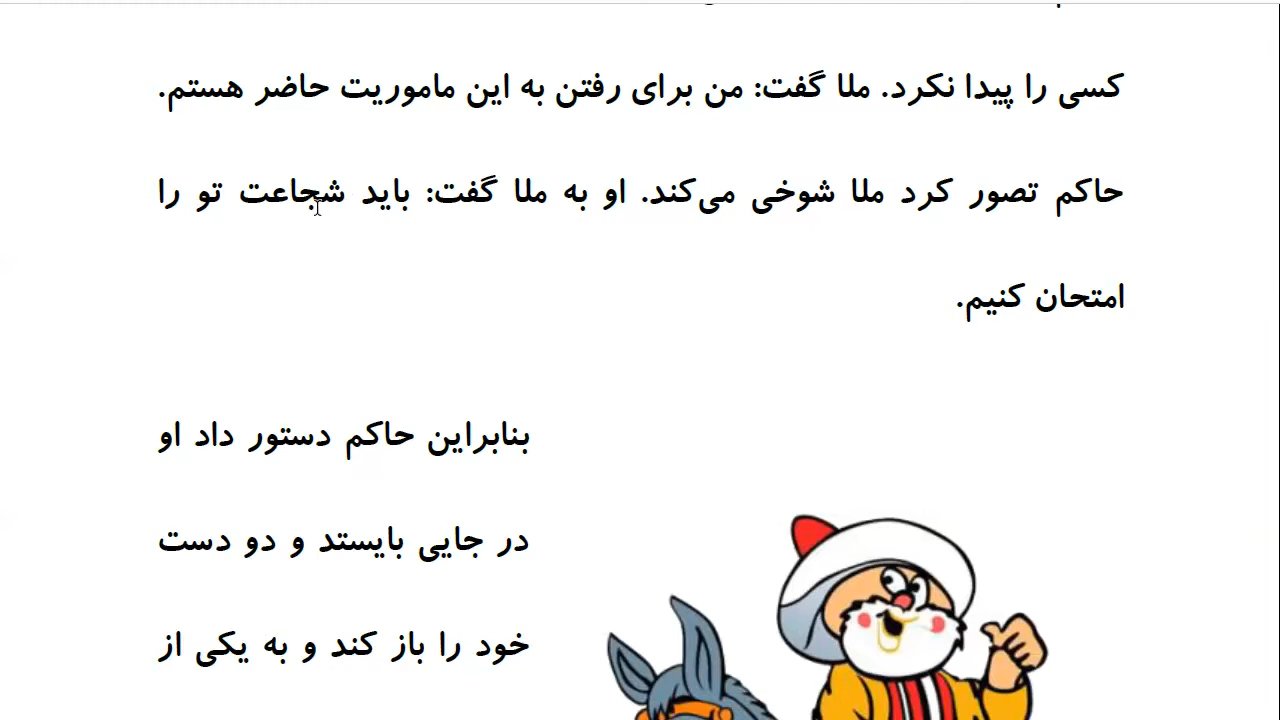 کسی را پیدا نکرد. ملا گفت: من برای رفتن به این ماموریت حاضر هستم.
حاکم تصور کرد ملا شوخی می‌کند. او به ملا گفت: باید شجاعت تو را
امتحان کنیم.
بنابراین حاکم دستور داد او
در جایی بایستد و دو دست
خود را باز کند و به یکی از